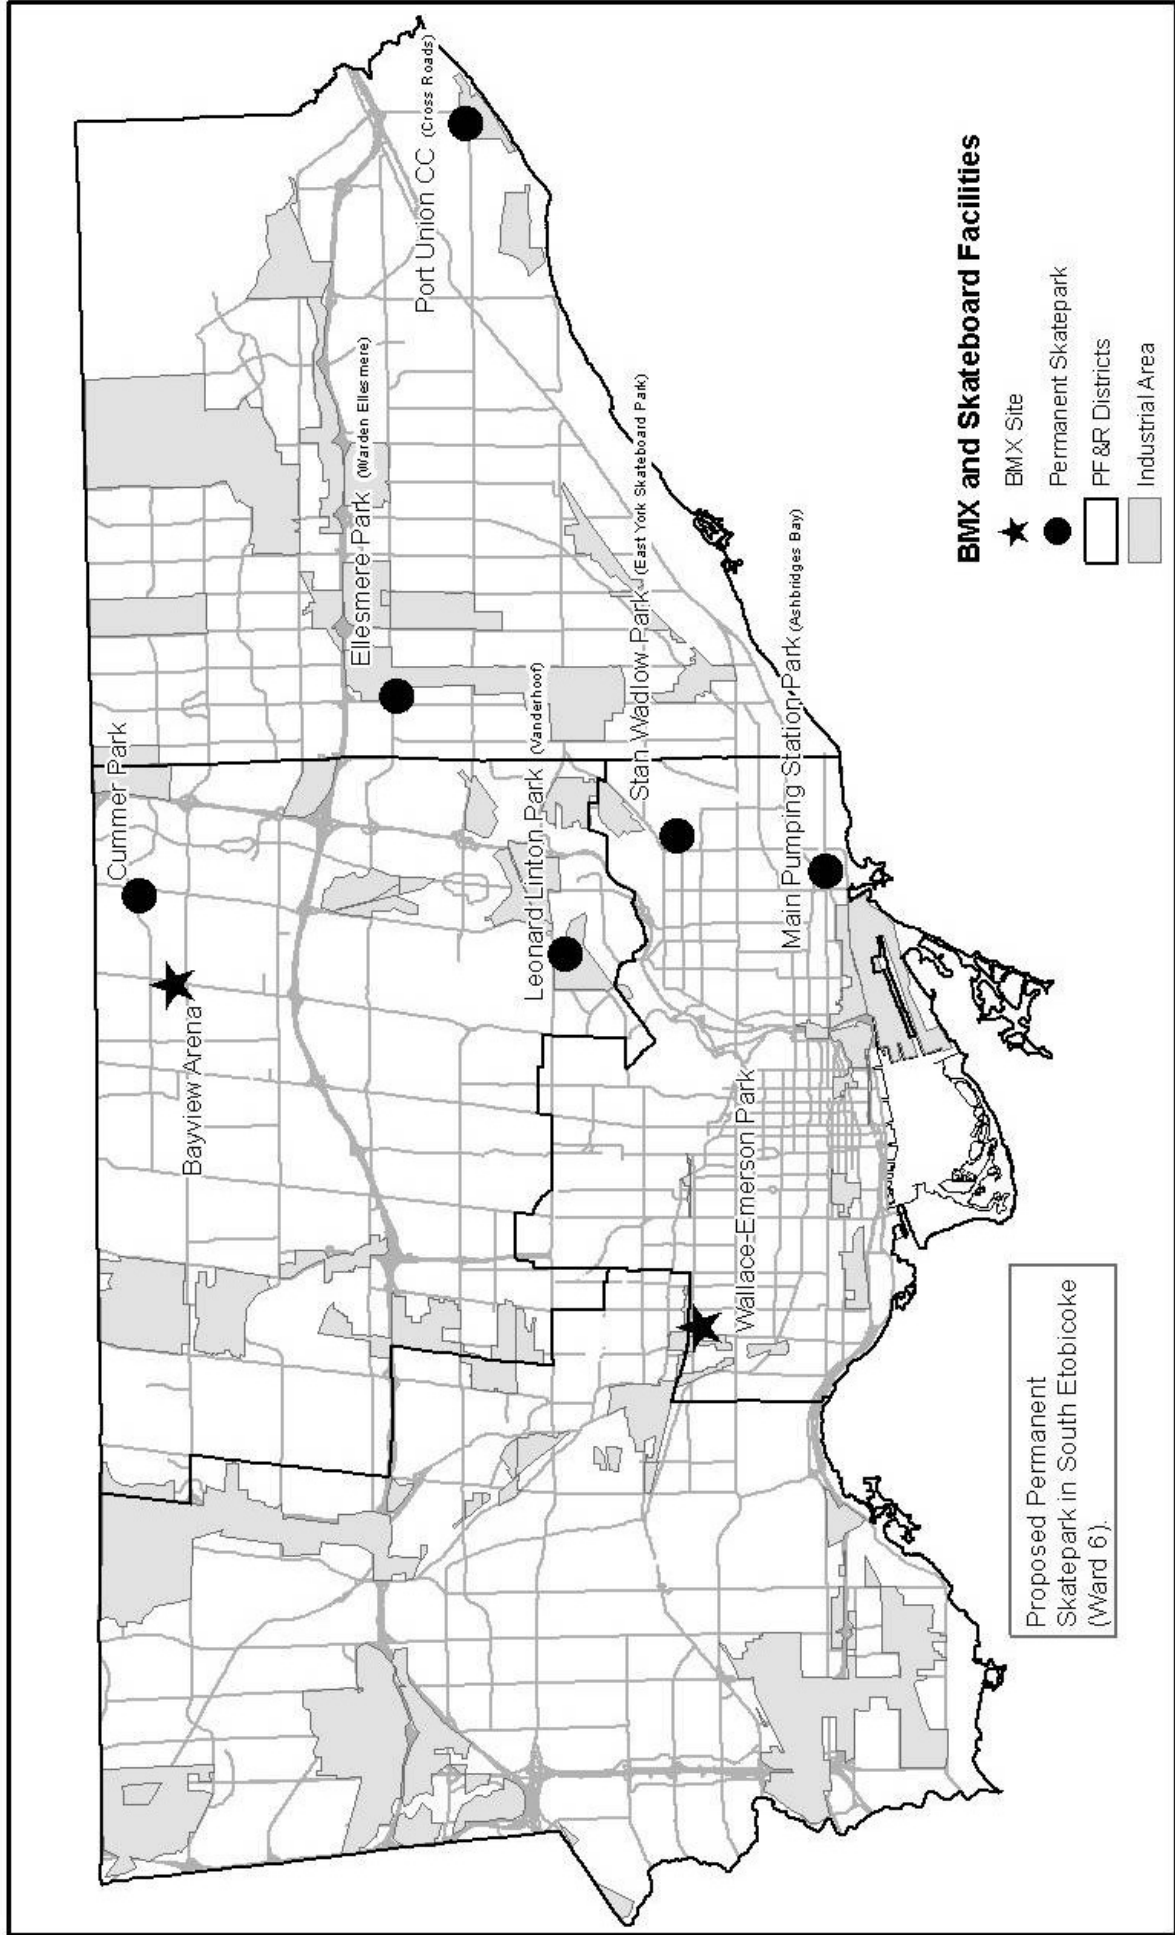 Cummer Park
Bayview Arena
Ellesmere Park (Warden Ellesmere)
Port Union CC (Cross Roads)
Leonard Linton Park (Vanderhoof)
Stan Wadlow Park (East York Skateboard Park)
Wallace-Emerson Park
Main Pumping Station Park (Ashbridges Bay)
Proposed Permanent
Skatepark in South Etobicoke
(Ward 6).
BMX and Skateboard Facilities
BMX Site
Permanent Skatepark
PF&R Districts
Industrial Area